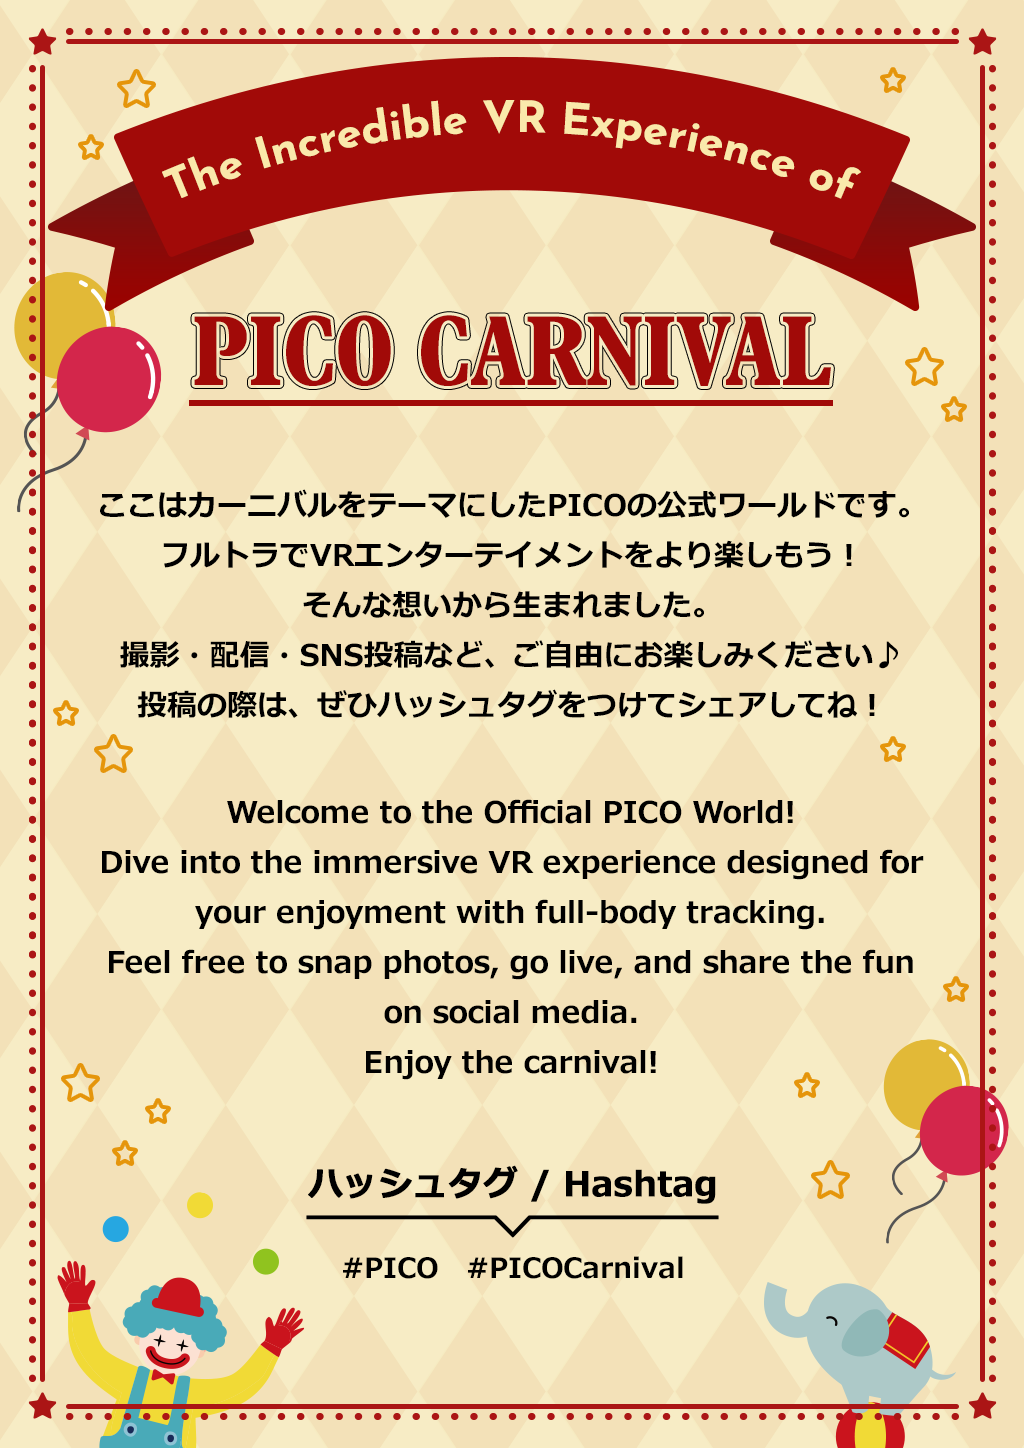 The Incredible VR Experience of
PICO CARNIVAL
ここはカーニバルをテーマにしたPICOの公式ワールドです。
フルトラでVRエンターテイメントをより楽しもう！
そんな想いから生まれました。
撮影・配信・SNS投稿など、ご自由にお楽しみください♪
投稿の際は、ぜひハッシュタグをつけてシェアしてね！
Welcome to the Official PICO World!
Dive into the immersive VR experience designed for
your enjoyment with full-body tracking.
Feel free to snap photos, go live, and share the fun
on social media.
Enjoy the carnival!
ハッシュタグ / Hashtag
#PICO #PICOCarnival